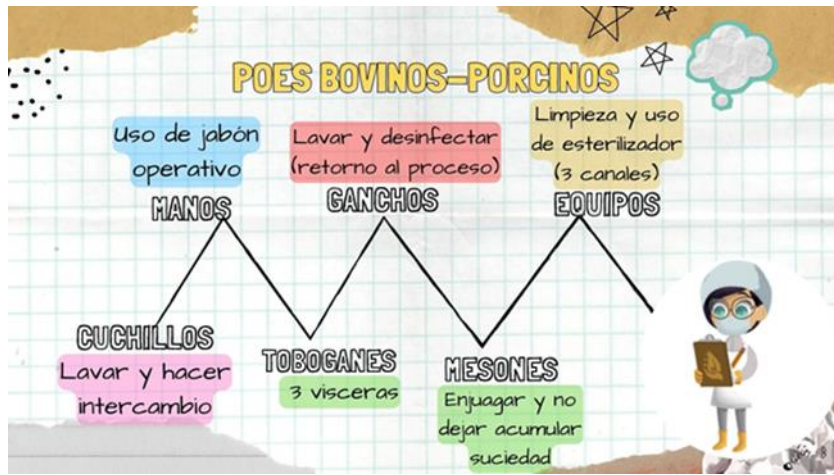 POES BOVINOS-PORCINOS
Uso de jabón
operativo
MANOS
Lavar y desinfectar
(retorno al proceso)
GANCHOS
Limpieza y uso
de esterilizador
(3 canales)
EQUIPOS
CUCHILLOS
Lavar y hacer
intercambio
TOBOGANES
3 visceras
MESONES
Enjuagar y no
dejar acumular
suciedad
8